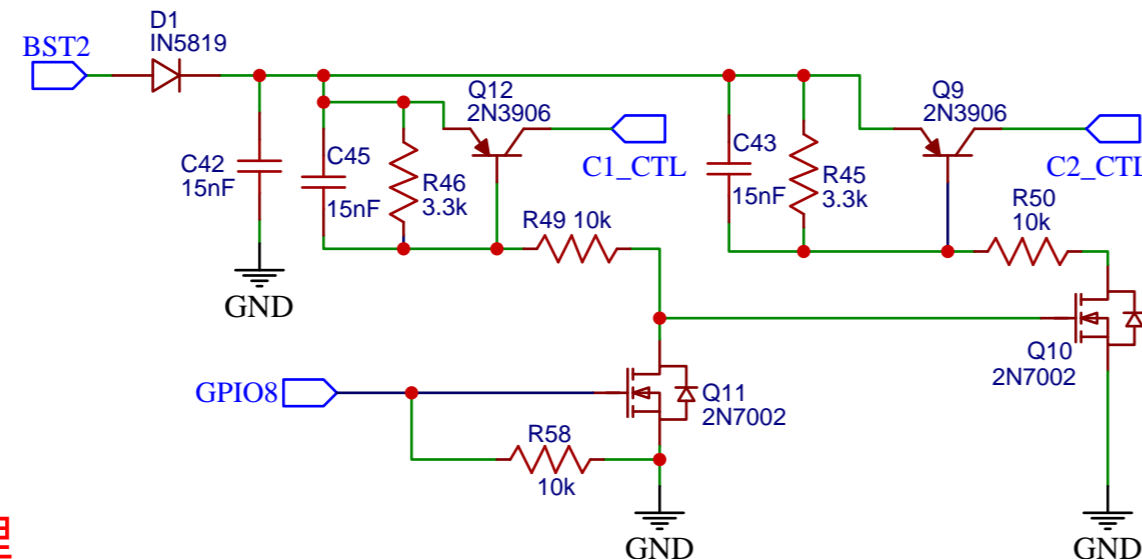 D1
IN5819
BST2
Q12
2N3906
Q9
2N3906
C42
15nF
C45
15nF
R46
3.3k
C1_CTL
C43
15nF
R45
3.3k
C2_CTL
R49 10k
R50
10k
GND
GPIO8
Q11
2N7002
Q10
2N7002
R58
10k
GND
GND